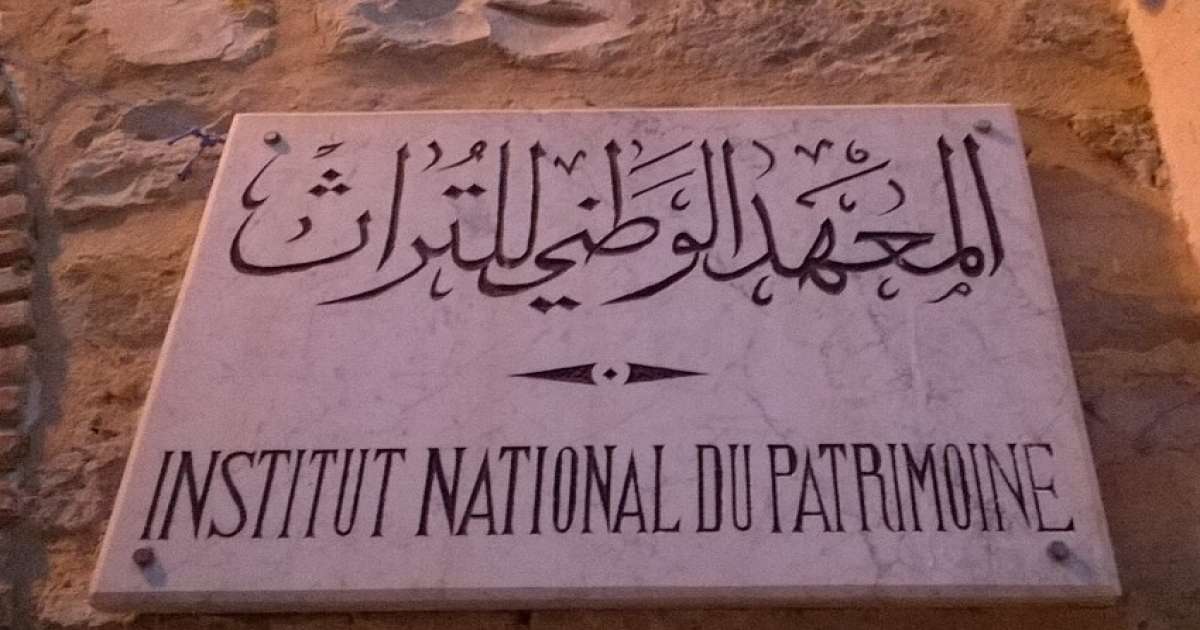 المعهد الوطني للتراث
INSTITUT NATIONAL DU PATRIMOINE